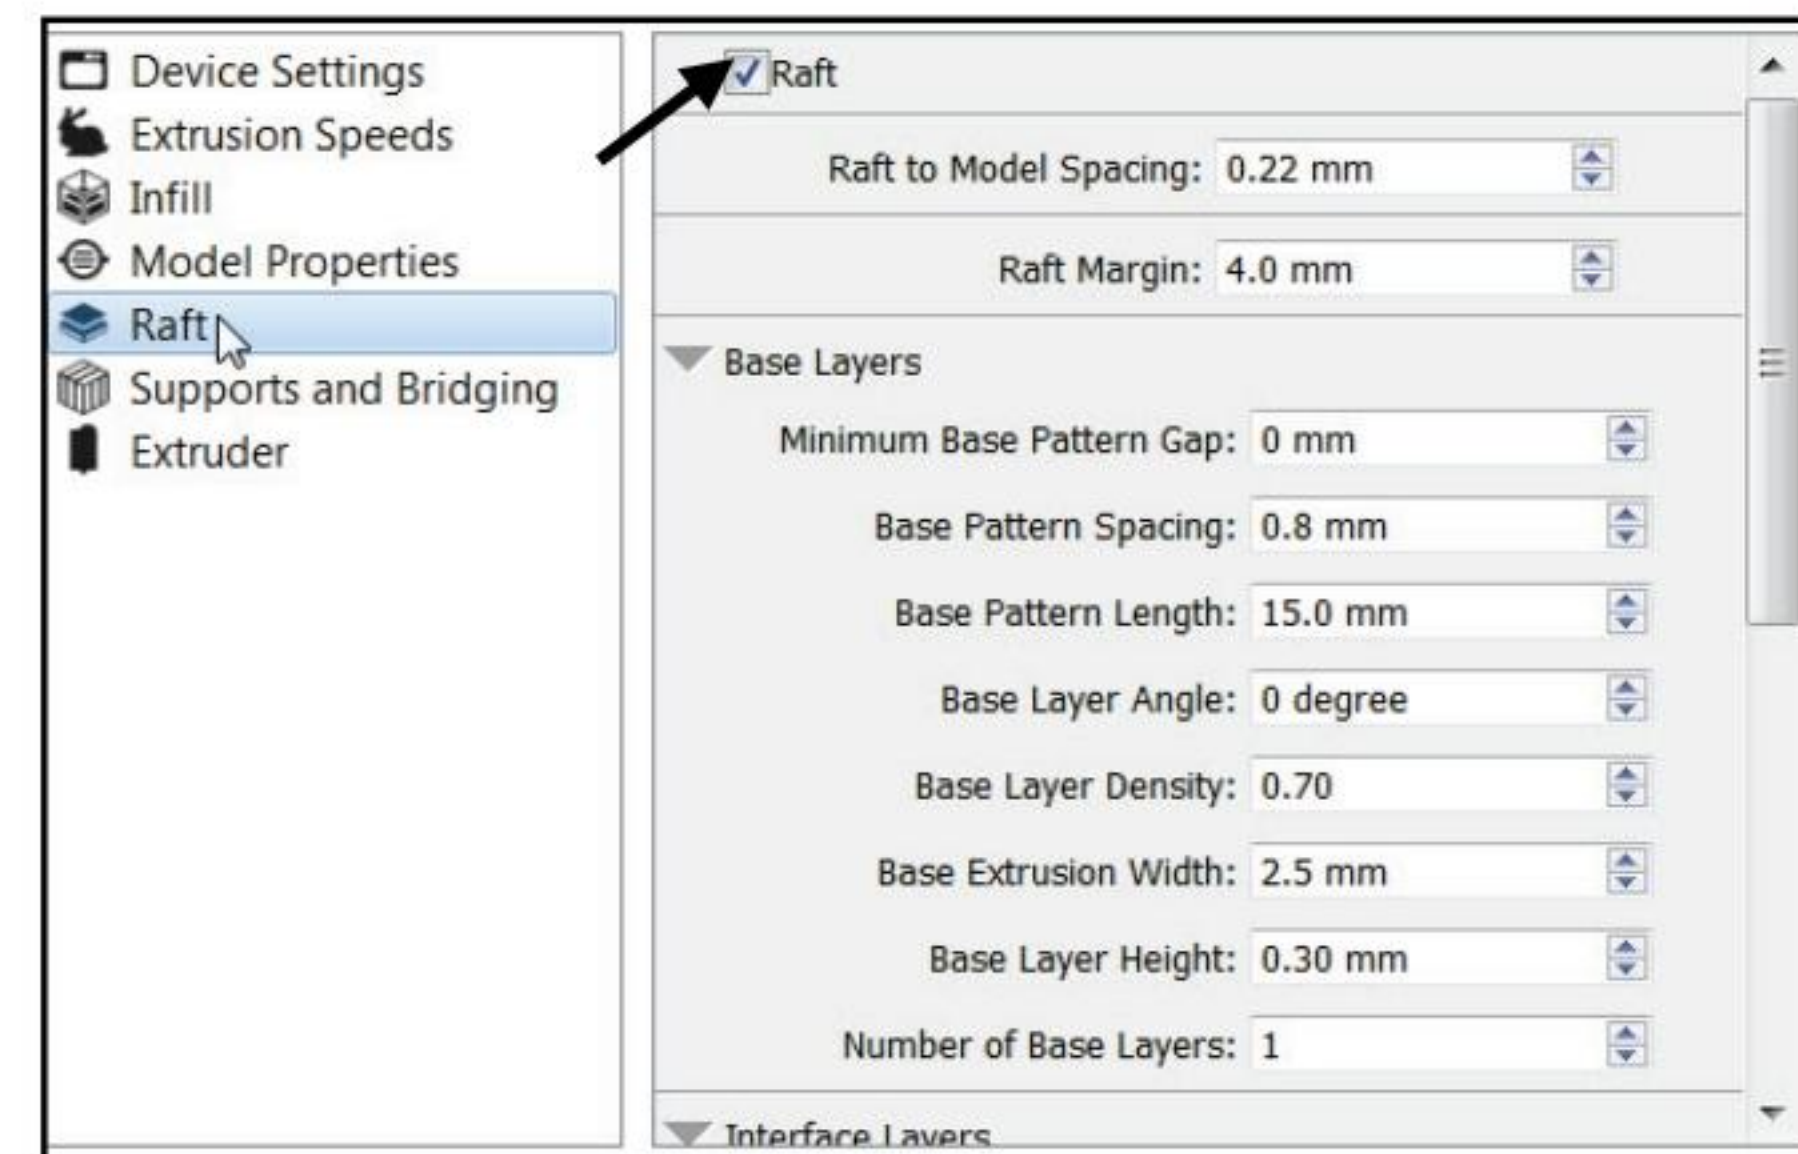 Device Settings
Extrusion Speeds
Infill
Model Properties
Raft
Supports and Bridging
Extruder
Raft
Raft to Model Spacing: 0.22 mm
Raft Margin: 4.0 mm
Base Layers
Minimum Base Pattern Gap: 0 mm
Base Pattern Spacing: 0.8 mm
Base Pattern Length: 15.0 mm
Base Layer Angle: 0 degree
Base Layer Density: 0.70
Base Extrusion Width: 2.5 mm
Base Layer Height: 0.30 mm
Number of Base Layers: 1
Interface Layers